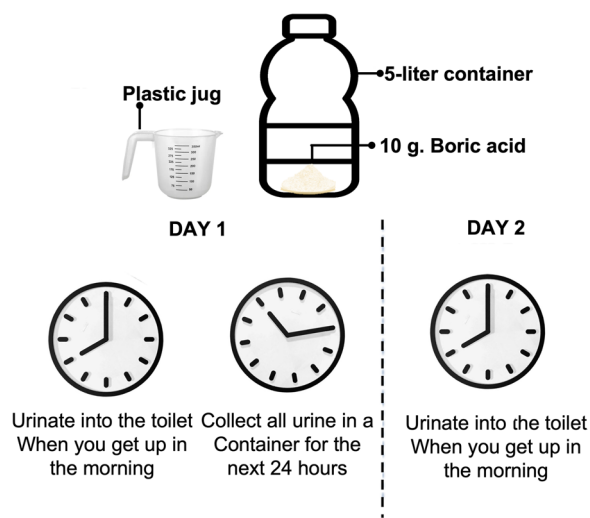 5-liter container
Plastic jug
10 g. Boric acid
DAY 1
DAY 2
Urinate into the toilet
When you get up in
the morning
Collect all urine in a
Container for the
next 24 hours
Urinate into the toilet
When you get up in
the morning